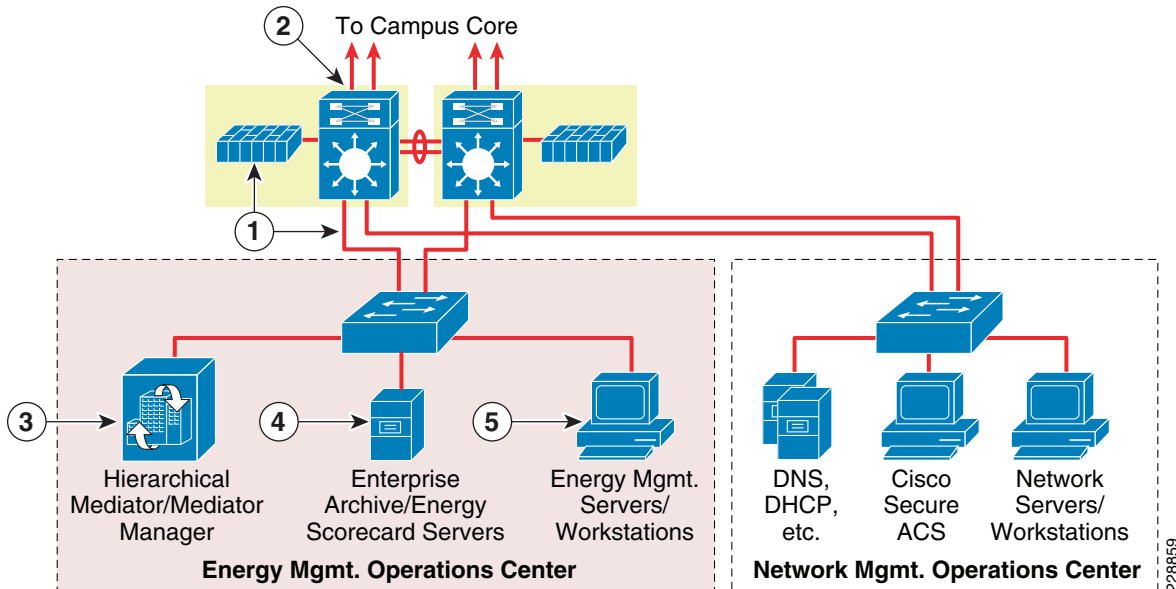 2
To Campus Core
1
3
4
5
Hierarchical
Mediator/Mediator
Manager
Enterprise
Archive/Energy
Scorecard Servers
Energy Mgmt.
Servers/
Workstations
Energy Mgmt. Operations Center
DNS,
DHCP,
etc.
Cisco
Secure
ACS
Network
Servers/
Workstations
Network Mgmt. Operations Center
228859